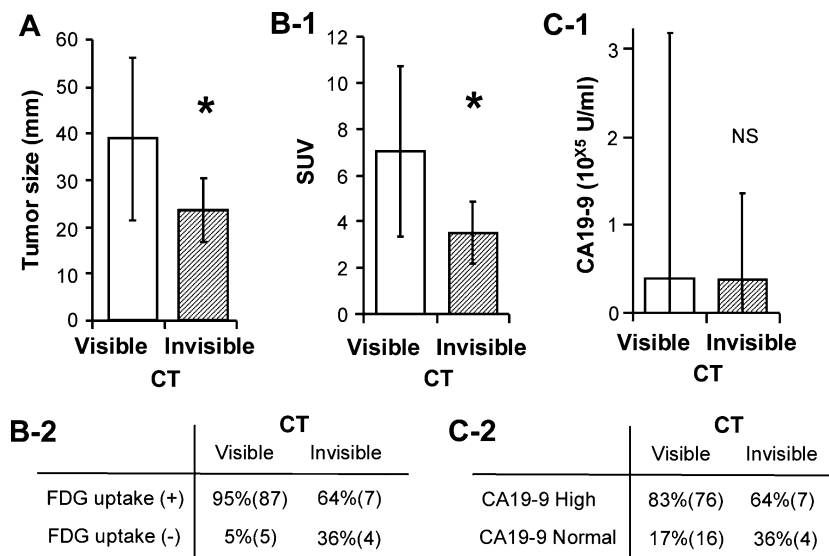 A
Tumor size (mm)
60
50
40
30
20
10
0
*
Visible Invisible
CT
B-1
SUV
12
10
8
6
4
2
0
*
Visible Invisible
CT
C-1
CA19-9 (10^X5 U/ml)
3
2
1
0
NS
Visible Invisible
CT
B-2
CT
Visible Invisible
FDG uptake (+) 95%(87) 64%(7)
FDG uptake (-) 5%(5) 36%(4)
C-2
CT
Visible Invisible
CA19-9 High 83%(76) 64%(7)
CA19-9 Normal 17%(16) 36%(4)